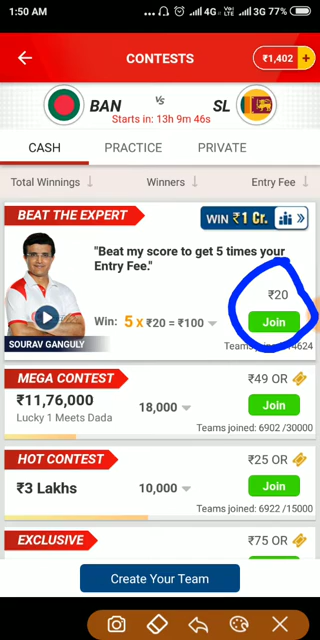 1:50 AM ... 4G VoLTE 3G 77%
CONTESTS ₹1,402 +
BAN Vs SL
Starts in: 13h 9m 46s
CASH PRACTICE PRIVATE
Total Winnings ↓ Winners ↓ Entry Fee ↓
BEAT THE EXPERT WIN ₹1 Cr. »
"Beat my score to get 5 times your
Entry Fee."
₹20
Win: 5 x ₹20 = ₹100 Join
SOURAV GANGULY Teams
MEGA CONTEST ₹49 OR
₹11,76,000 18,000 Join
Lucky 1 Meets Dada
Teams joined: 6902 /30000
HOT CONTEST ₹25 OR
₹3 Lakhs 10,000 Join
Teams joined: 6922 /15000
EXCLUSIVE ₹75 OR
Create Your Team